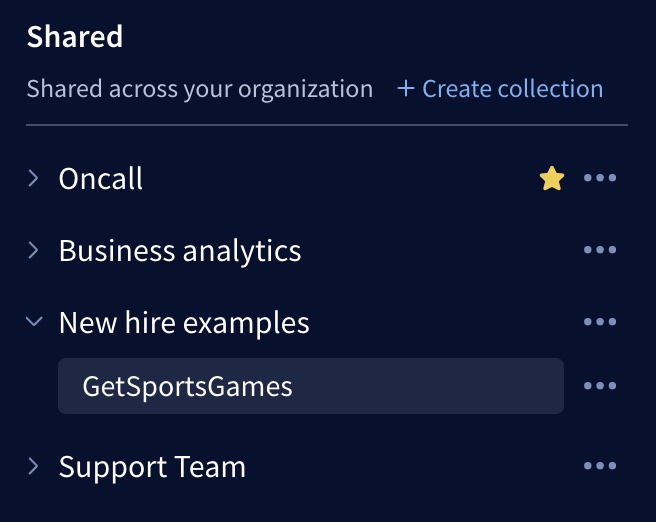 Shared
Shared across your organization + Create collection
Oncall
Business analytics
New hire examples
GetSportsGames
Support Team